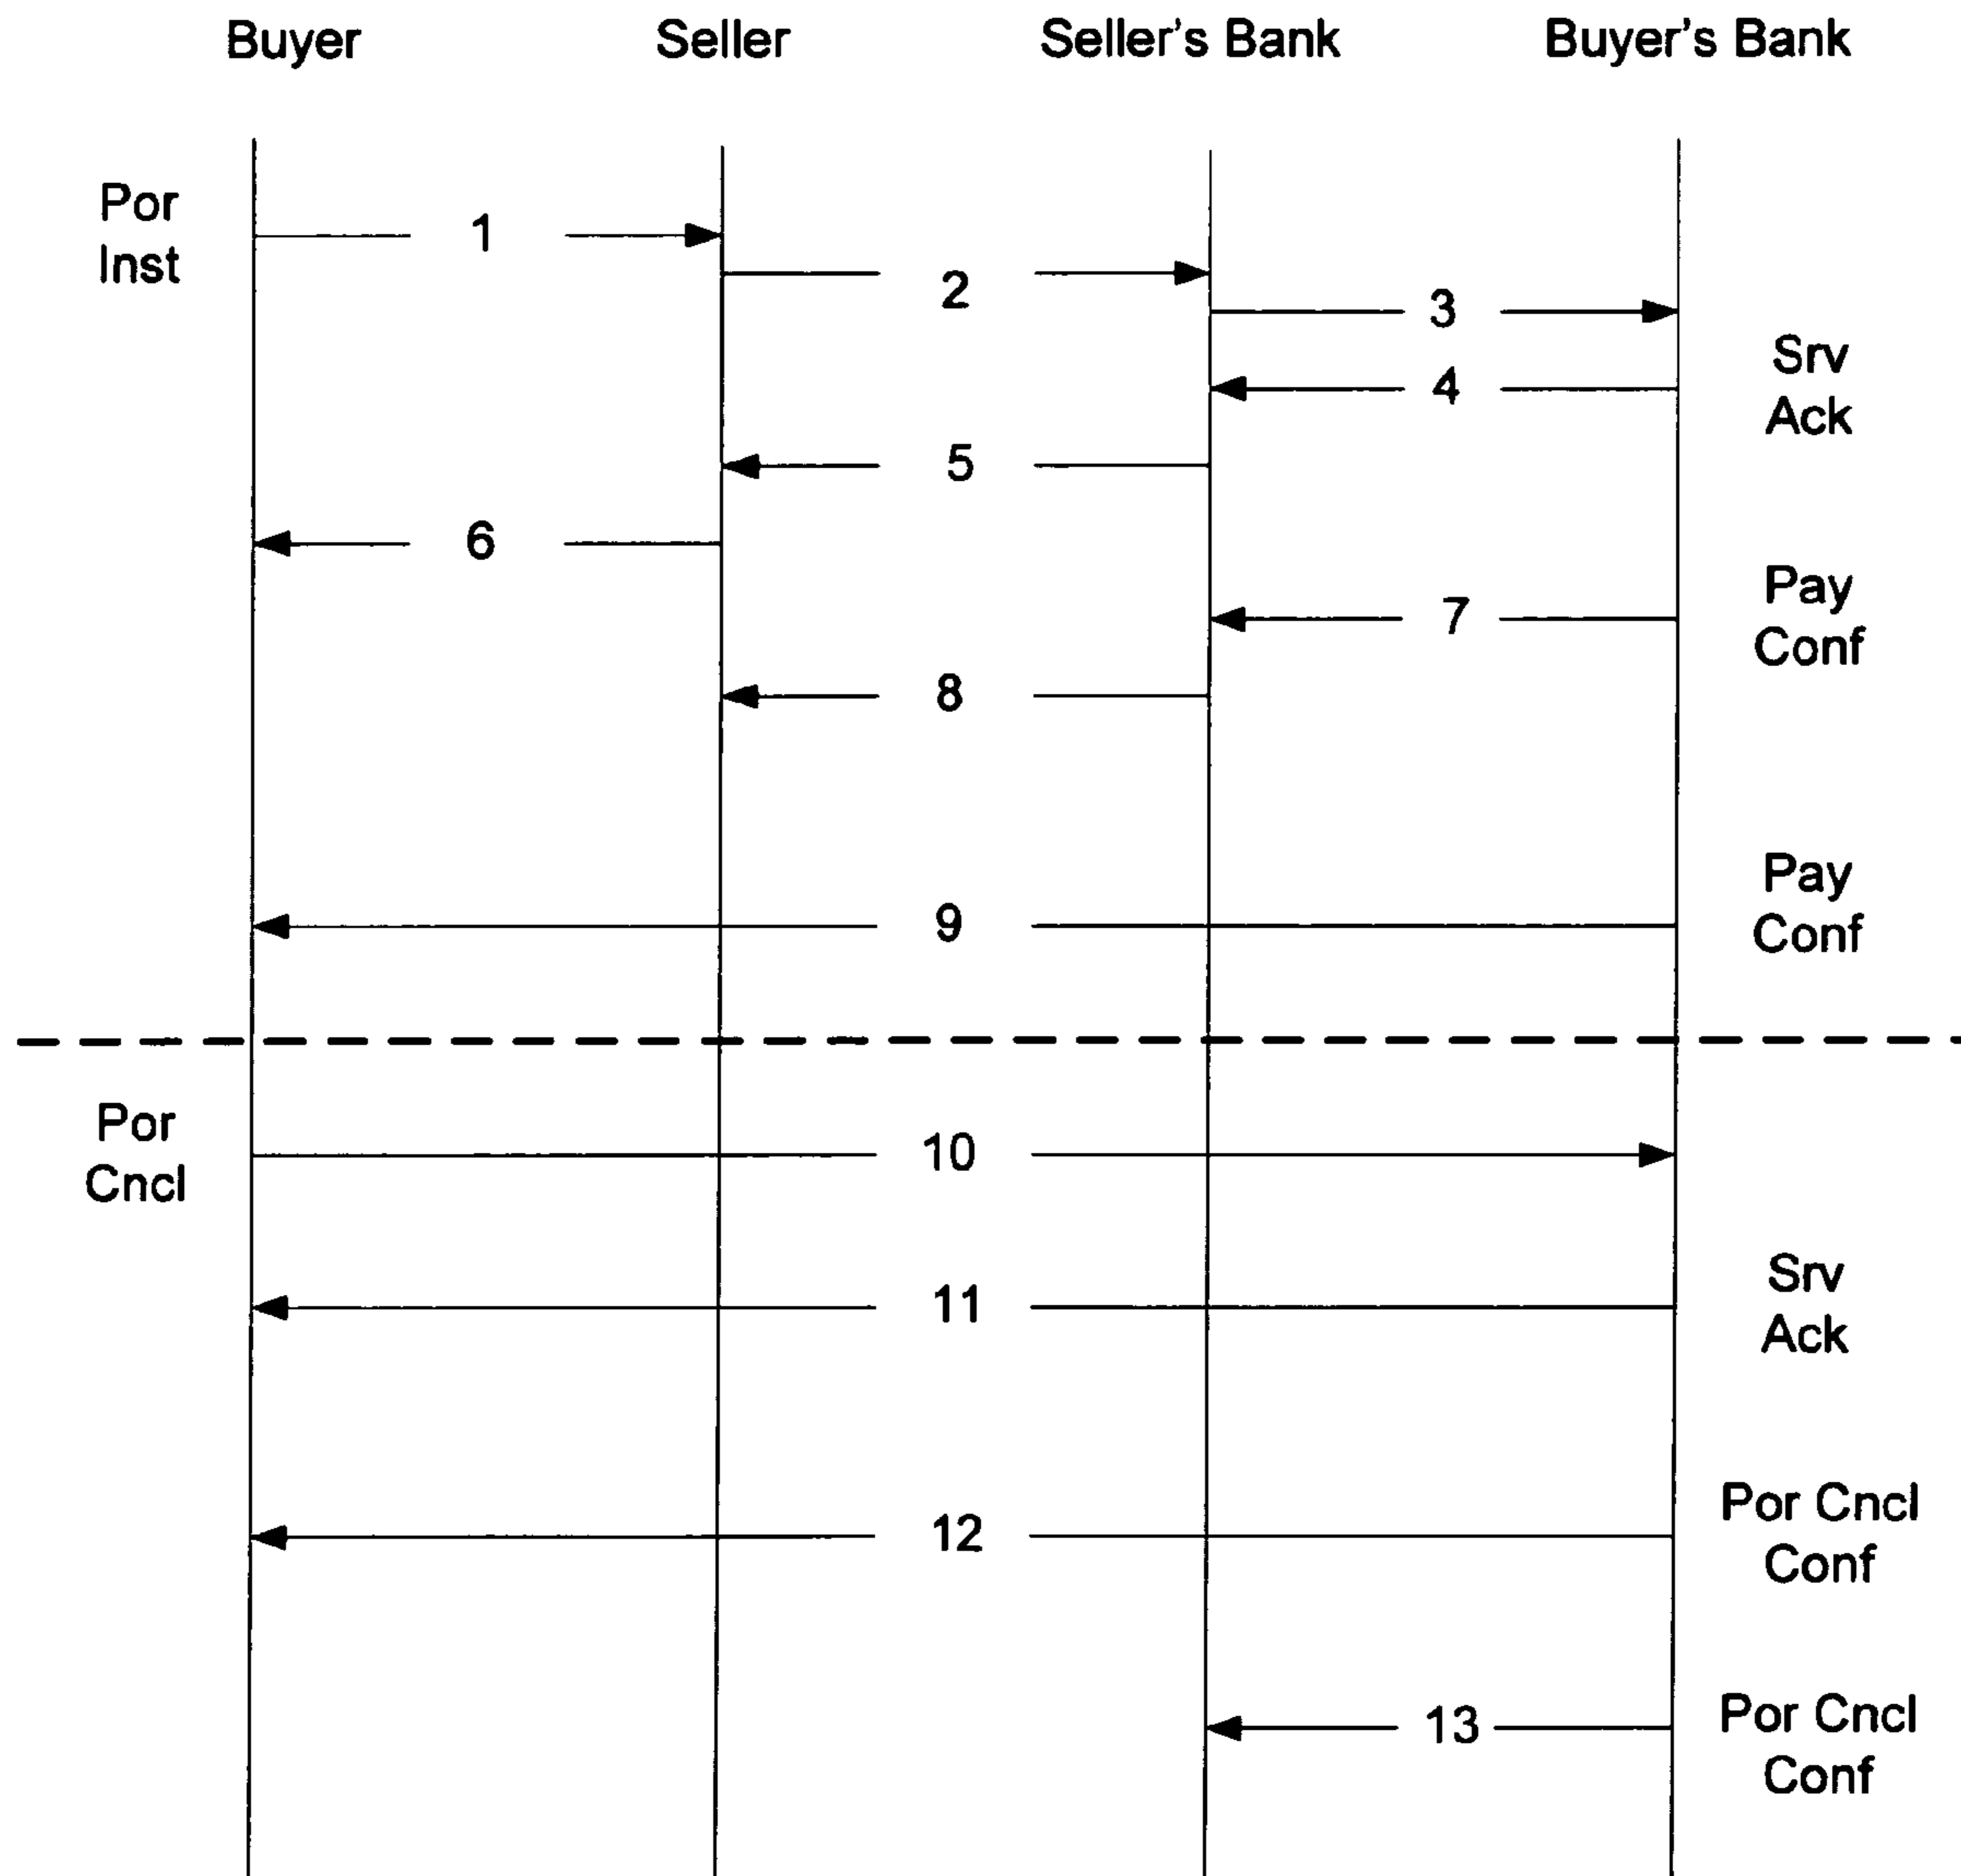 Buyer Seller Seller's Bank Buyer's Bank
Por
Inst
1
2
3
Srv
Ack
4
5
6
Pay
Conf
7
8
Pay
Conf
9
Por
Cncl
10
Srv
Ack
11
Por Cncl
Conf
12
Por Cncl
Conf
13